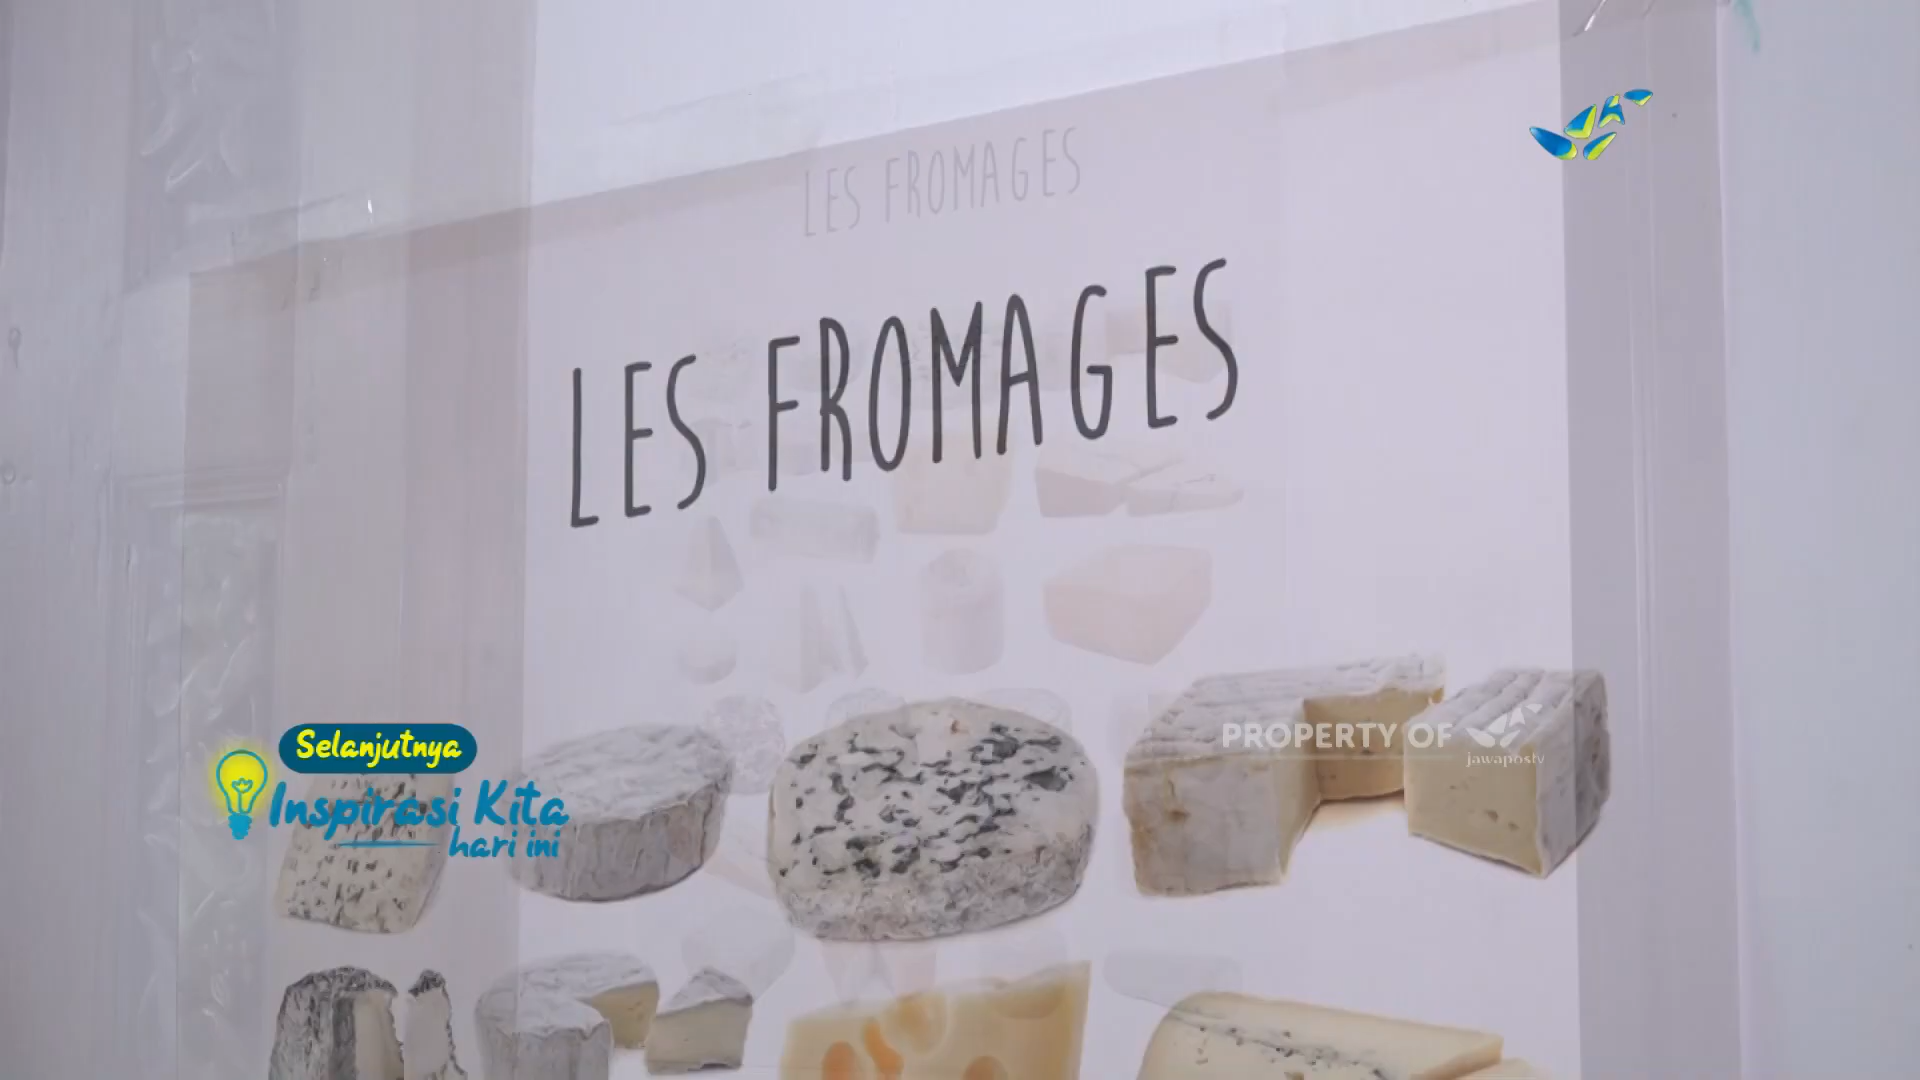 LES FROMAGES
LES FROMAGES
PROPERTY OF
jawapostv
Selanjutnya
Inspirasi Kita
hari ini